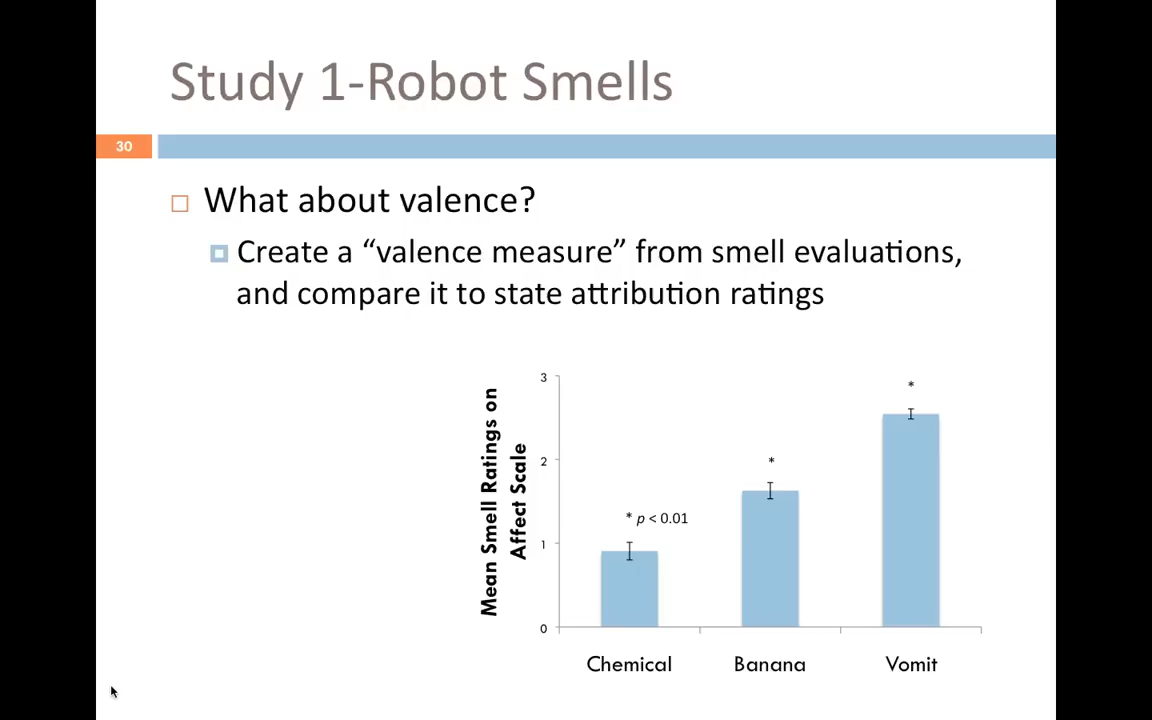 Study 1-Robot Smells
30
What about valence?
Create a “valence measure” from smell evaluations,
and compare it to state attribution ratings
Mean Smell Ratings on
Affect Scale
3
2
1
0
*
*
* p < 0.01
Chemical
Banana
Vomit